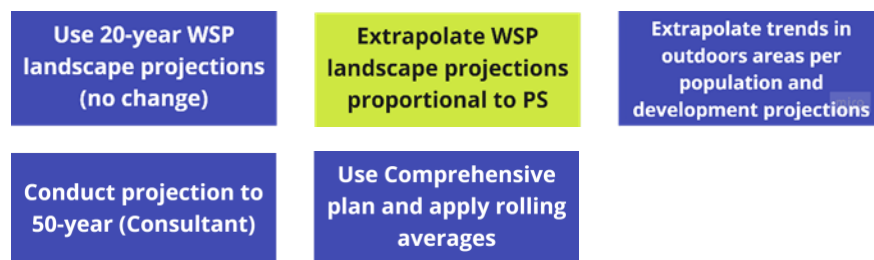 Use 20-year WSP
landscape projections
(no change)
Extrapolate WSP
landscape projections
proportional to PS
Extrapolate trends in
outdoors areas per
population and
development projections
miro
Conduct projection to
50-year (Consultant)
Use Comprehensive
plan and apply rolling
averages